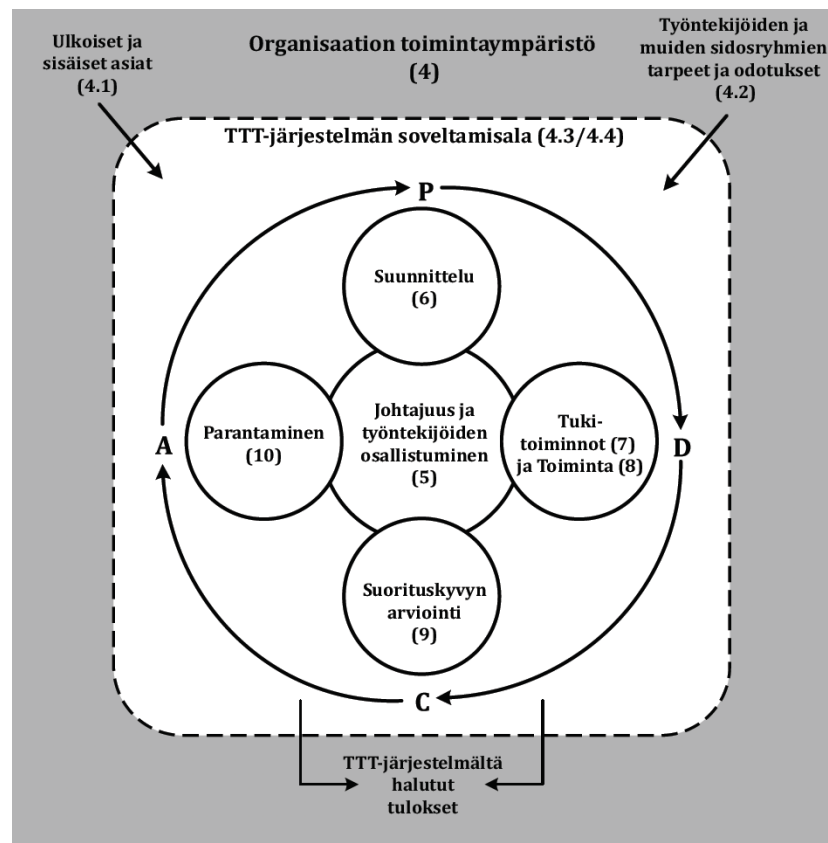 Ulkoiset ja
sisäiset asiat
(4.1)
Organisaation toimintaympäristö
(4)
Työntekijöiden ja
muiden sidosryhmien
tarpeet ja odotukset
(4.2)
TTT-järjestelmän soveltamisala (4.3/4.4)
P
Suunnittelu
(6)
A
Parantaminen
(10)
Johtajuus ja
työntekijöiden
osallistuminen
(5)
Tuki-
toiminnot (7)
ja Toiminta (8)
D
Suorituskyvyn
arviointi
(9)
C
TTT-järjestelmältä
halutut
tulokset